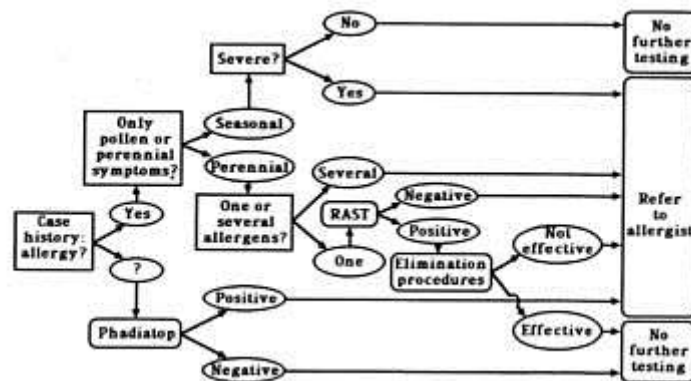 No
No
further
testing
Severe?
Yes
Only
pollen or
perennial
symptoms?
Seasonal
Perennial
Several
One or
several
allergens?
Negative
RAST
Refer
to
allergist
Case
history:
allergy?
Yes
Positive
Not
effective
?
One
Elimination
procedures
Positive
Phadiatop
Effective
No
further
testing
Negative